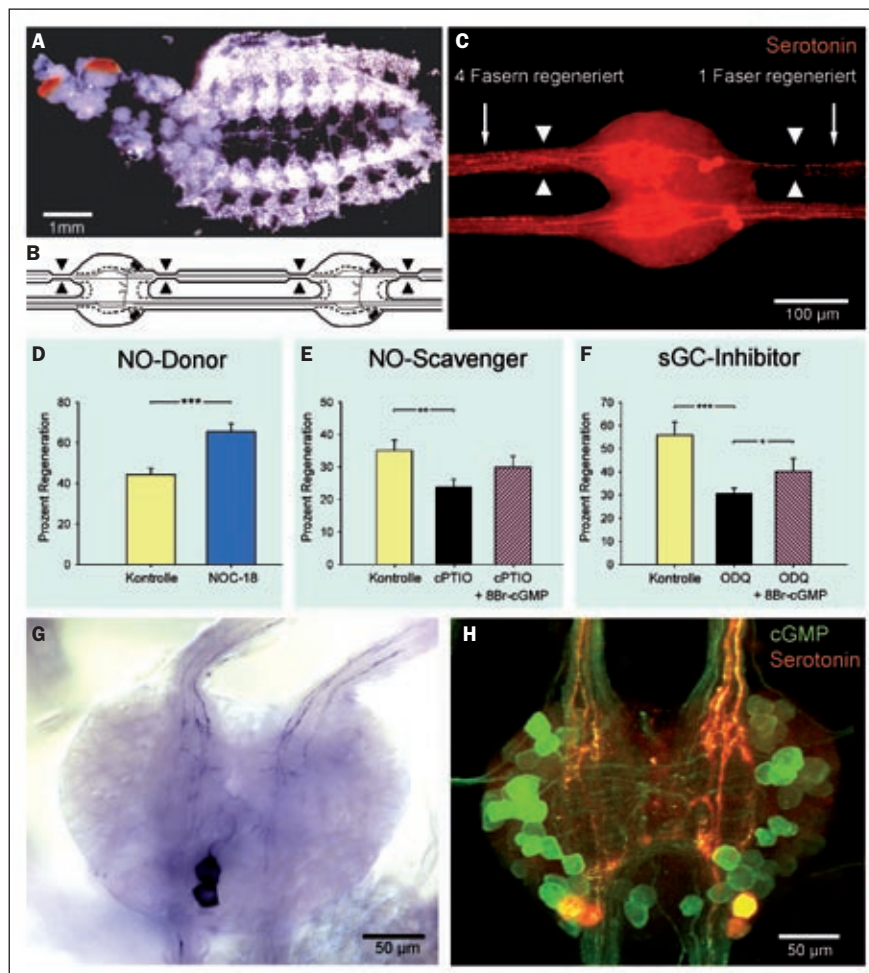 A
1mm
B
C
Serotonin
4 Fasern regeneriert
1 Faser regeneriert
100 µm
D
NO-Donor
Prozent Regeneration
80
60
40
20
0
***
Kontrolle
NOC-18
E
NO-Scavenger
Prozent Regeneration
50
40
30
20
10
0
**
Kontrolle
cPTIO
cPTIO
+ 8Br-cGMP
F
sGC-Inhibitor
Prozent Regeneration
70
60
50
40
30
20
10
0
***
*
Kontrolle
ODQ
ODQ
+ 8Br-cGMP
G
50 µm
H
cGMP
Serotonin
50 µm